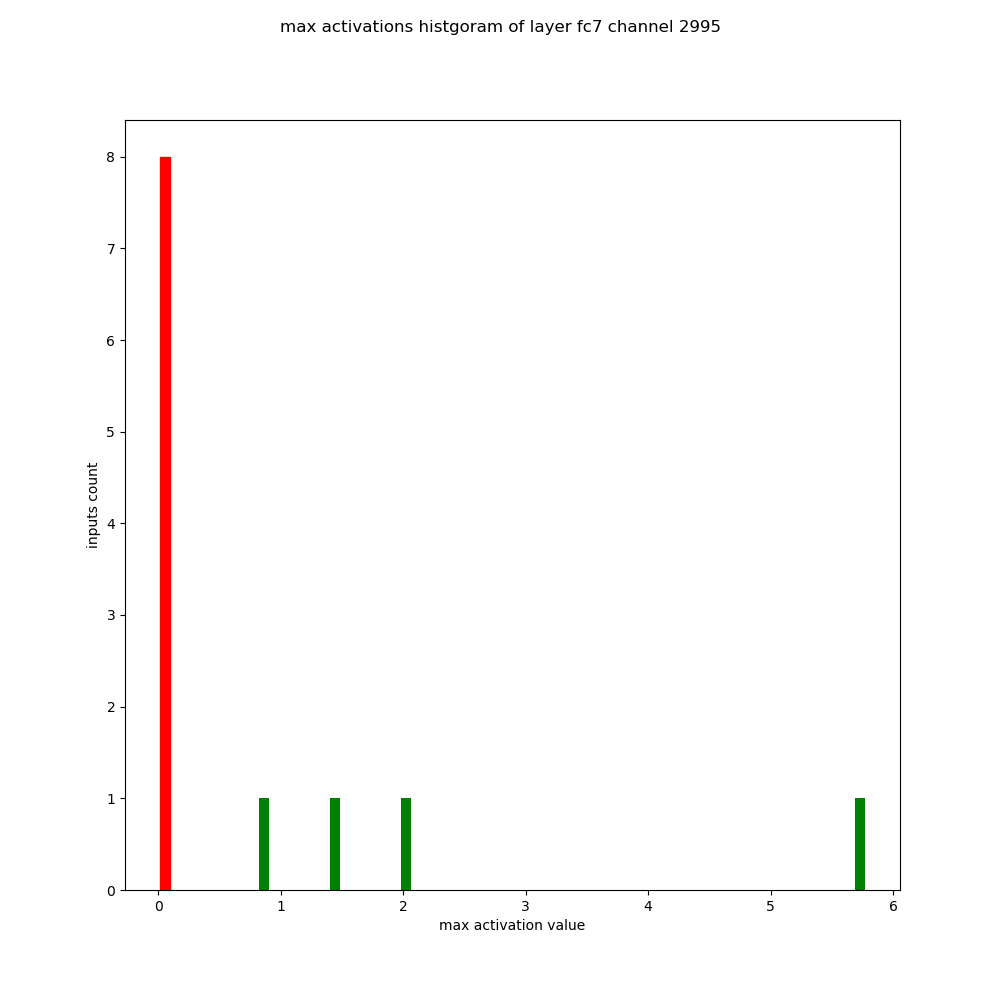 max activations histgoram of layer fc7 channel 2995
8
7
6
5
4
3
2
1
0
inputs count
0 1 2 3 4 5 6
max activation value